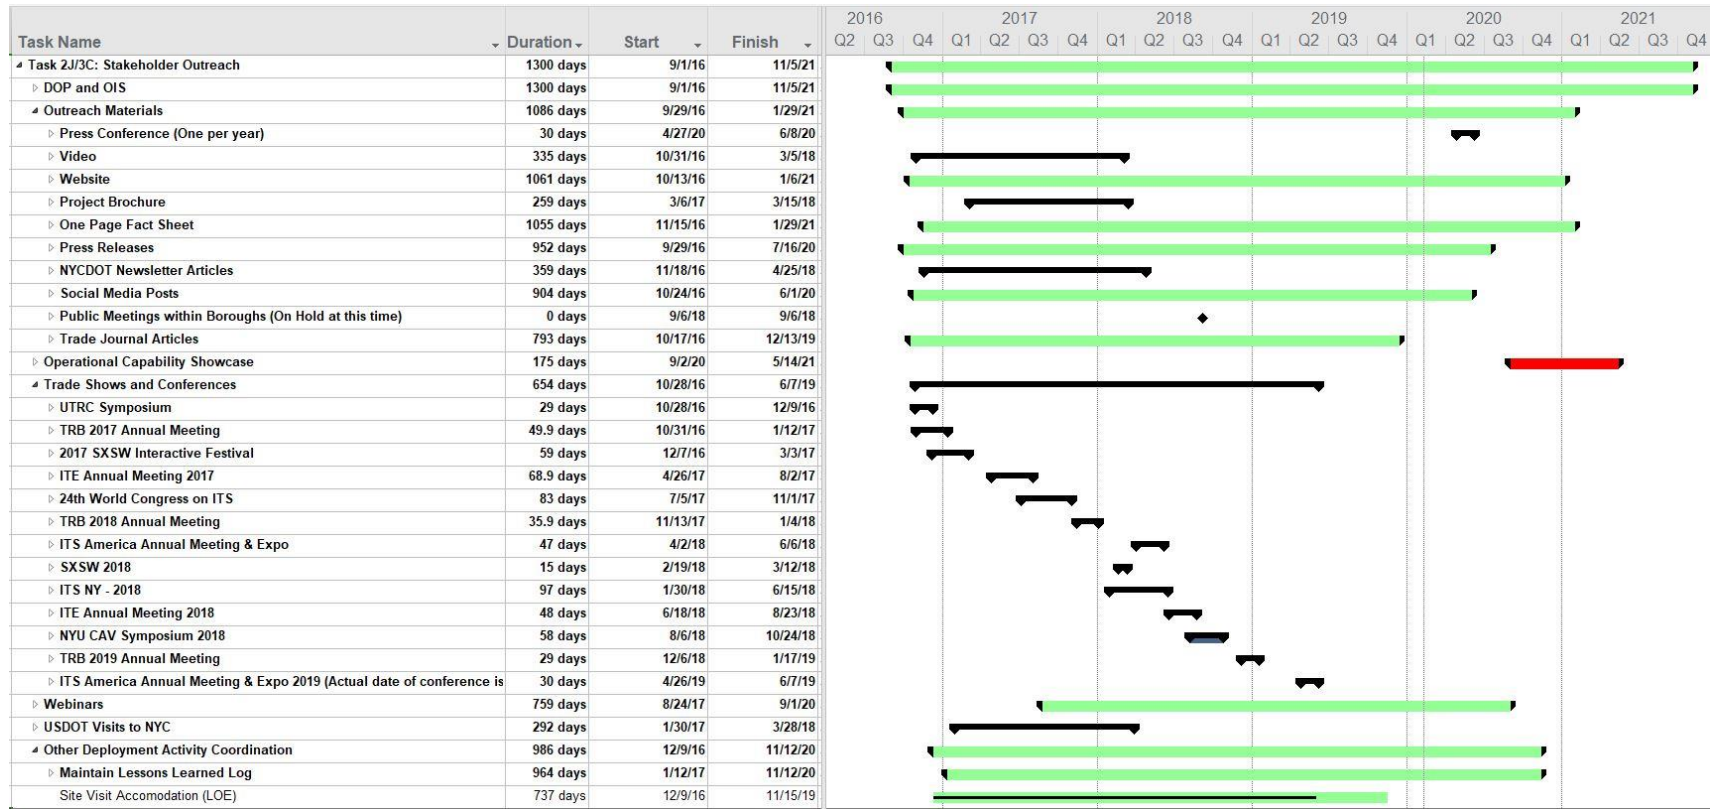 2016 2017 2018 2019 2020 2021
Task Name Duration Start Finish Q2 Q3 Q4 Q1 Q2 Q3 Q4 Q1 Q2 Q3 Q4 Q1 Q2 Q3 Q4 Q1 Q2 Q3 Q4 Q1 Q2 Q3 Q4
Task 2J/3C: Stakeholder Outreach 1300 days 9/1/16 11/5/21
DOP and OIS 1300 days 9/1/16 11/5/21
Outreach Materials 1086 days 9/29/16 1/29/21
Press Conference (One per year) 30 days 4/27/20 6/8/20
Video 335 days 10/31/16 3/5/18
Website 1061 days 10/13/16 1/6/21
Project Brochure 259 days 3/6/17 3/15/18
One Page Fact Sheet 1055 days 11/15/16 1/29/21
Press Releases 952 days 9/29/16 7/16/20
NYCDOT Newsletter Articles 359 days 11/18/16 4/25/18
Social Media Posts 904 days 10/24/16 6/1/20
Public Meetings within Boroughs (On Hold at this time) 0 days 9/6/18 9/6/18
Trade Journal Articles 793 days 10/17/16 12/13/19
Operational Capability Showcase 175 days 9/2/20 5/14/21
Trade Shows and Conferences 654 days 10/28/16 6/7/19
UTRC Symposium 29 days 10/28/16 12/9/16
TRB 2017 Annual Meeting 49.9 days 10/31/16 1/12/17
2017 SXSW Interactive Festival 59 days 12/7/16 3/3/17
ITE Annual Meeting 2017 68.9 days 4/26/17 8/2/17
24th World Congress on ITS 83 days 7/5/17 11/1/17
TRB 2018 Annual Meeting 35.9 days 11/13/17 1/4/18
ITS America Annual Meeting & Expo 47 days 4/2/18 6/6/18
SXSW 2018 15 days 2/19/18 3/12/18
ITS NY - 2018 97 days 1/30/18 6/15/18
ITE Annual Meeting 2018 48 days 6/18/18 8/23/18
NYU CAV Symposium 2018 58 days 8/6/18 10/24/18
TRB 2019 Annual Meeting 29 days 12/6/18 1/17/19
ITS America Annual Meeting & Expo 2019 (Actual date of conference is 30 days 4/26/19 6/7/19
Webinars 759 days 8/24/17 9/1/20
USDOT Visits to NYC 292 days 1/30/17 3/28/18
Other Deployment Activity Coordination 986 days 12/9/16 11/12/20
Maintain Lessons Learned Log 964 days 1/12/17 11/12/20
Site Visit Accomodation (LOE) 737 days 12/9/16 11/15/19